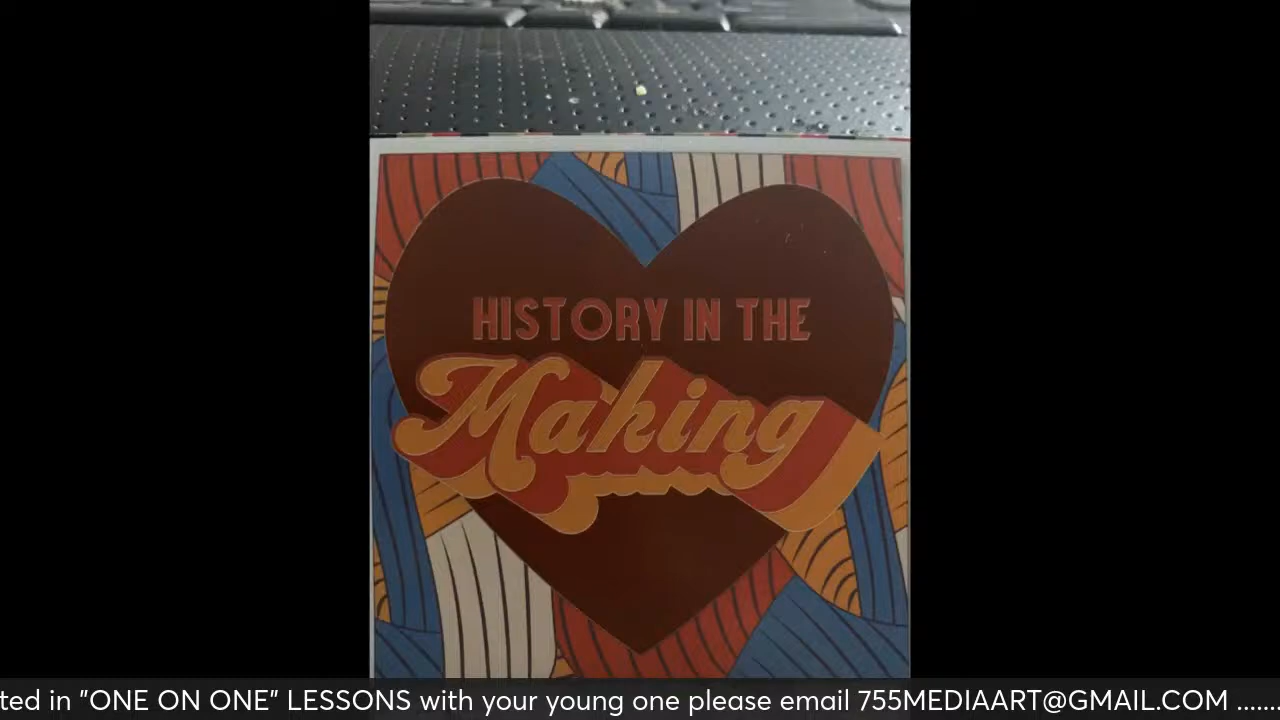 HISTORY IN THE
Making
ted in "ONE ON ONE" LESSONS with your young one please email 755MEDIAART@GMAIL.COM .......